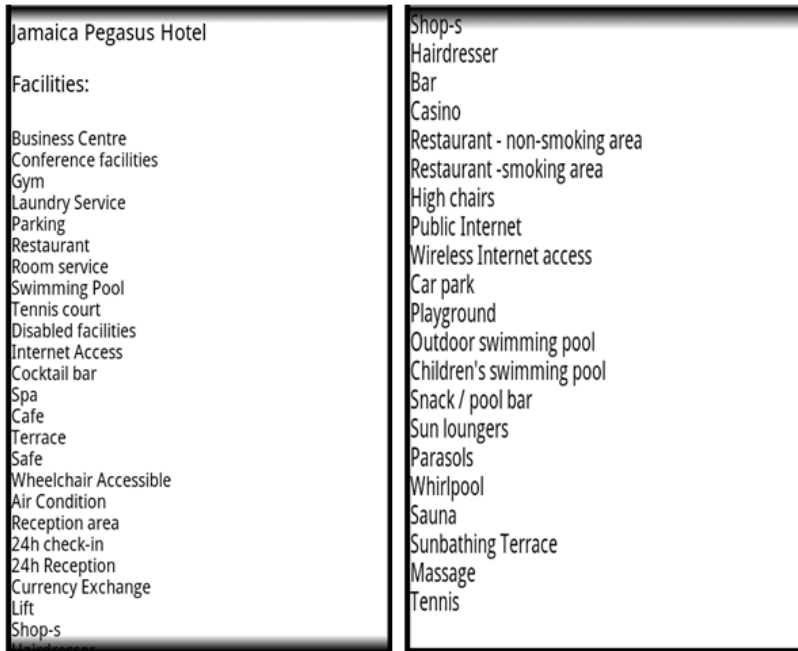 Jamaica Pegasus Hotel
Facilities:
Business Centre
Conference facilities
Gym
Laundry Service
Parking
Restaurant
Room service
Swimming Pool
Tennis court
Disabled facilities
Internet Access
Cocktail bar
Spa
Cafe
Terrace
Safe
Wheelchair Accessible
Air Condition
Reception area
24h check-in
24h Reception
Currency Exchange
Lift
Shop-s
Hairdresser
Shop-s
Hairdresser
Bar
Casino
Restaurant - non-smoking area
Restaurant -smoking area
High chairs
Public Internet
Wireless Internet access
Car park
Playground
Outdoor swimming pool
Children's swimming pool
Snack / pool bar
Sun loungers
Parasols
Whirlpool
Sauna
Sunbathing Terrace
Massage
Tennis